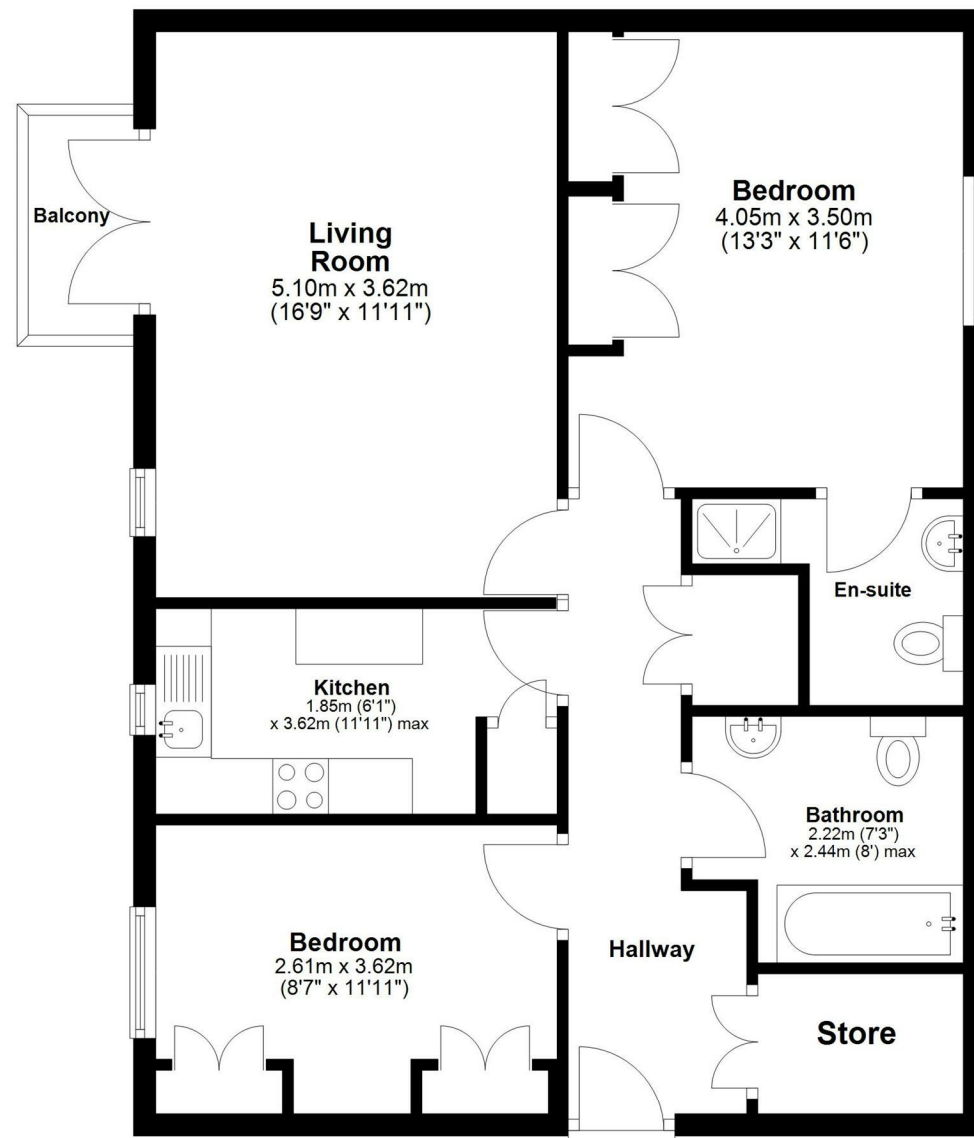 Balcony
Living
Room
5.10m x 3.62m
(16'9" x 11'11")
Bedroom
4.05m x 3.50m
(13'3" x 11'6")
En-suite
Kitchen
1.85m (6'1")
x 3.62m (11'11") max
Bathroom
2.22m (7'3")
x 2.44m (8') max
Bedroom
2.61m x 3.62m
(8'7" x 11'11")
Hallway
Store